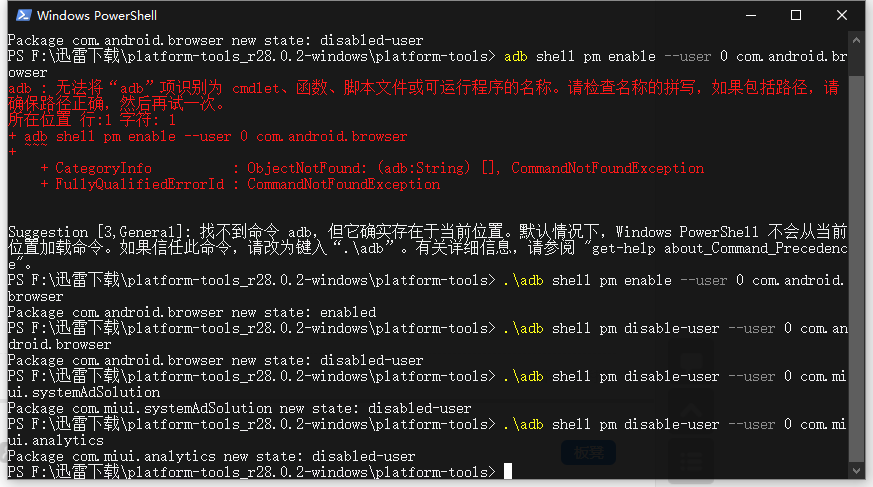 Windows PowerShell
Package com.android.browser new state: disabled-user
PS F:\迅雷下载\platform-tools_r28.0.2-windows\platform-tools> adb shell pm enable --user 0 com.android.br
owser
adb : 无法将“adb”项识别为 cmdlet、函数、脚本文件或可运行程序的名称。请检查名称的拼写，如果包括路径，请
确保路径正确，然后再试一次。
所在位置 行:1 字符: 1
+ adb shell pm enable --user 0 com.android.browser
+ ~~~
+ CategoryInfo : ObjectNotFound: (adb:String) [], CommandNotFoundException
+ FullyQualifiedErrorId : CommandNotFoundException
Suggestion [3,General]: 找不到命令 adb，但它确实存在于当前位置。默认情况下，Windows PowerShell 不会从当前
位置加载命令。如果信任此命令，请改为键入“.\adb”。有关详细信息，请参阅 "get-help about_Command_Precedenc
e"。
PS F:\迅雷下载\platform-tools_r28.0.2-windows\platform-tools> .\adb shell pm enable --user 0 com.android.
browser
Package com.android.browser new state: enabled
PS F:\迅雷下载\platform-tools_r28.0.2-windows\platform-tools> .\adb shell pm disable-user --user 0 com.an
droid.browser
Package com.android.browser new state: disabled-user
PS F:\迅雷下载\platform-tools_r28.0.2-windows\platform-tools> .\adb shell pm disable-user --user 0 com.mi
ui.systemAdSolution
Package com.miui.systemAdSolution new state: disabled-user
PS F:\迅雷下载\platform-tools_r28.0.2-windows\platform-tools> .\adb shell pm disable-user --user 0 com.mi
ui.analytics
Package com.miui.analytics new state: disabled-user
PS F:\迅雷下载\platform-tools_r28.0.2-windows\platform-tools>